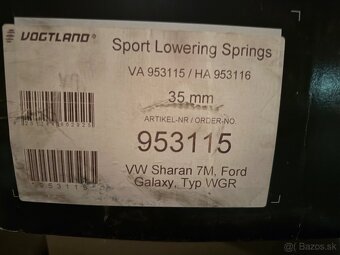 VOGTLAND®
Sport Lowering Springs
VA 953115 / HA 953116
35 mm
ARTIKEL-NR / ORDER-NO.
953115
VW Sharan 7M, Ford
Galaxy, Typ WGR
Bazos.sk